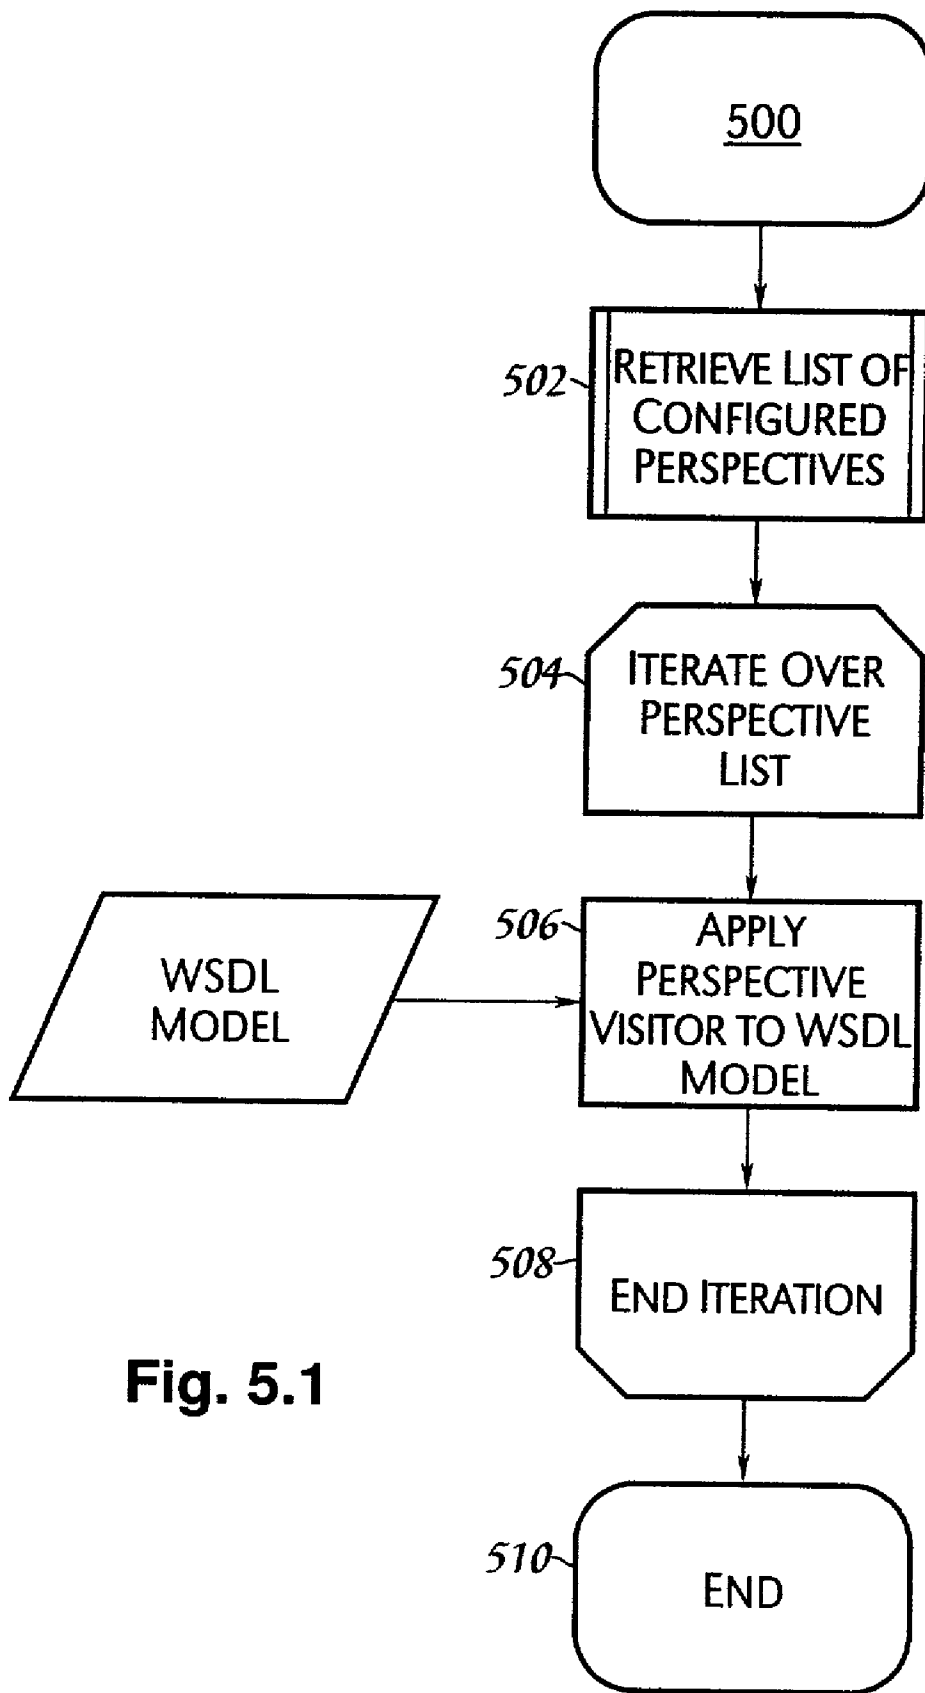 500
502
RETRIEVE LIST OF
CONFIGURED
PERSPECTIVES
504
ITERATE OVER
PERSPECTIVE
LIST
WSDL
MODEL
506
APPLY
PERSPECTIVE
VISITOR TO WSDL
MODEL
508
END ITERATION
Fig. 5.1
510
END